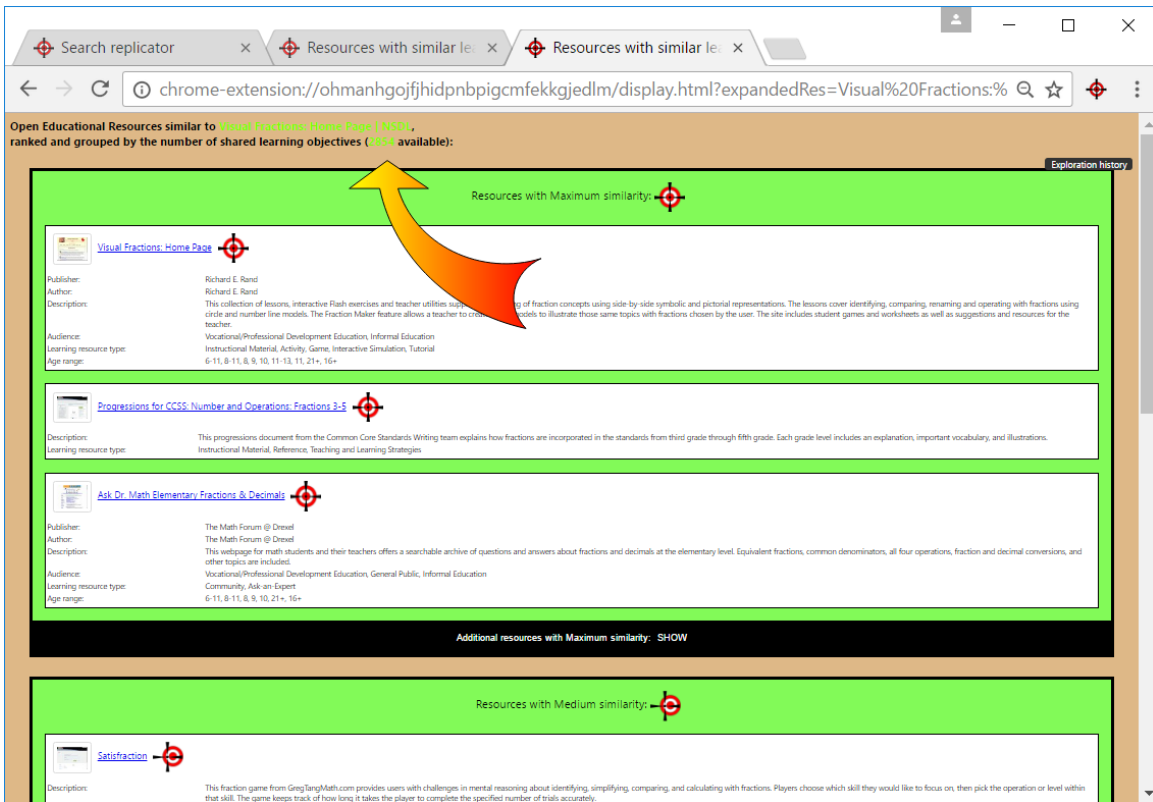 Search replicator
Resources with similar le
Resources with similar le
chrome-extension://ohmanhgojfjhidpnbpigcmfekkgjedlm/display.html?expandedRes=Visual%20Fractions:%
Open Educational Resources similar to Visual Fractions: Home Page ,
ranked and grouped by the number of shared learning objectives ( available):
Exploration history
Resources with Maximum similarity:
Visual Fractions: Home Page
Publisher: Richard E. Rand
Author: Richard E. Rand
Description: This collection of lessons, interactive Flash exercises and teacher utilities of fraction concepts using side-by-side symbolic and pictorial representations. The lessons cover identifying, comparing, renaming and operating with fractions using
circle and number line models. The Fraction Maker feature allows a teacher to models to illustrate those same topics with fractions chosen by the user. The site includes student games and worksheets as well as suggestions and resources for the
teacher.
Audience: Vocational/Professional Development Education, Informal Education
Learning resource type: Instructional Material, Activity, Game, Interactive Simulation, Tutorial
Age range: 6-11, 8-11, 8, 9, 10, 11-13, 11, 21+, 16+
Progressions for CCSS: Number and Operations: Fractions 3-5
Description: This progressions document from the Common Core Standards Writing team explains how fractions are incorporated in the standards from third grade through fifth grade. Each grade level includes an explanation, important vocabulary, and illustrations.
Learning resource type: Instructional Material, Reference, Teaching and Learning Strategies
Ask Dr. Math Elementary Fractions & Decimals
Publisher: The Math Forum @ Drexel
Author: The Math Forum @ Drexel
Description: This webpage for math students and their teachers offers a searchable archive of questions and answers about fractions and decimals at the elementary level. Equivalent fractions, common denominators, all four operations, fraction and decimal conversions, and
other topics are included.
Audience: Vocational/Professional Development Education, General Public, Informal Education
Learning resource type: Community, Ask-an-Expert
Age range: 6-11, 8-11, 8, 9, 10, 21+, 16+
Additional resources with Maximum similarity: SHOW
Resources with Medium similarity:
Satisfraction
Description: This fraction game from GregTangMath.com provides users with challenges in mental reasoning about identifying, simplifying, comparing, and calculating with fractions. Players choose which skill they would like to focus on, then pick the operation or level within
that skill. The game keeps track of how long it takes the player to complete the specified number of trials accurately.